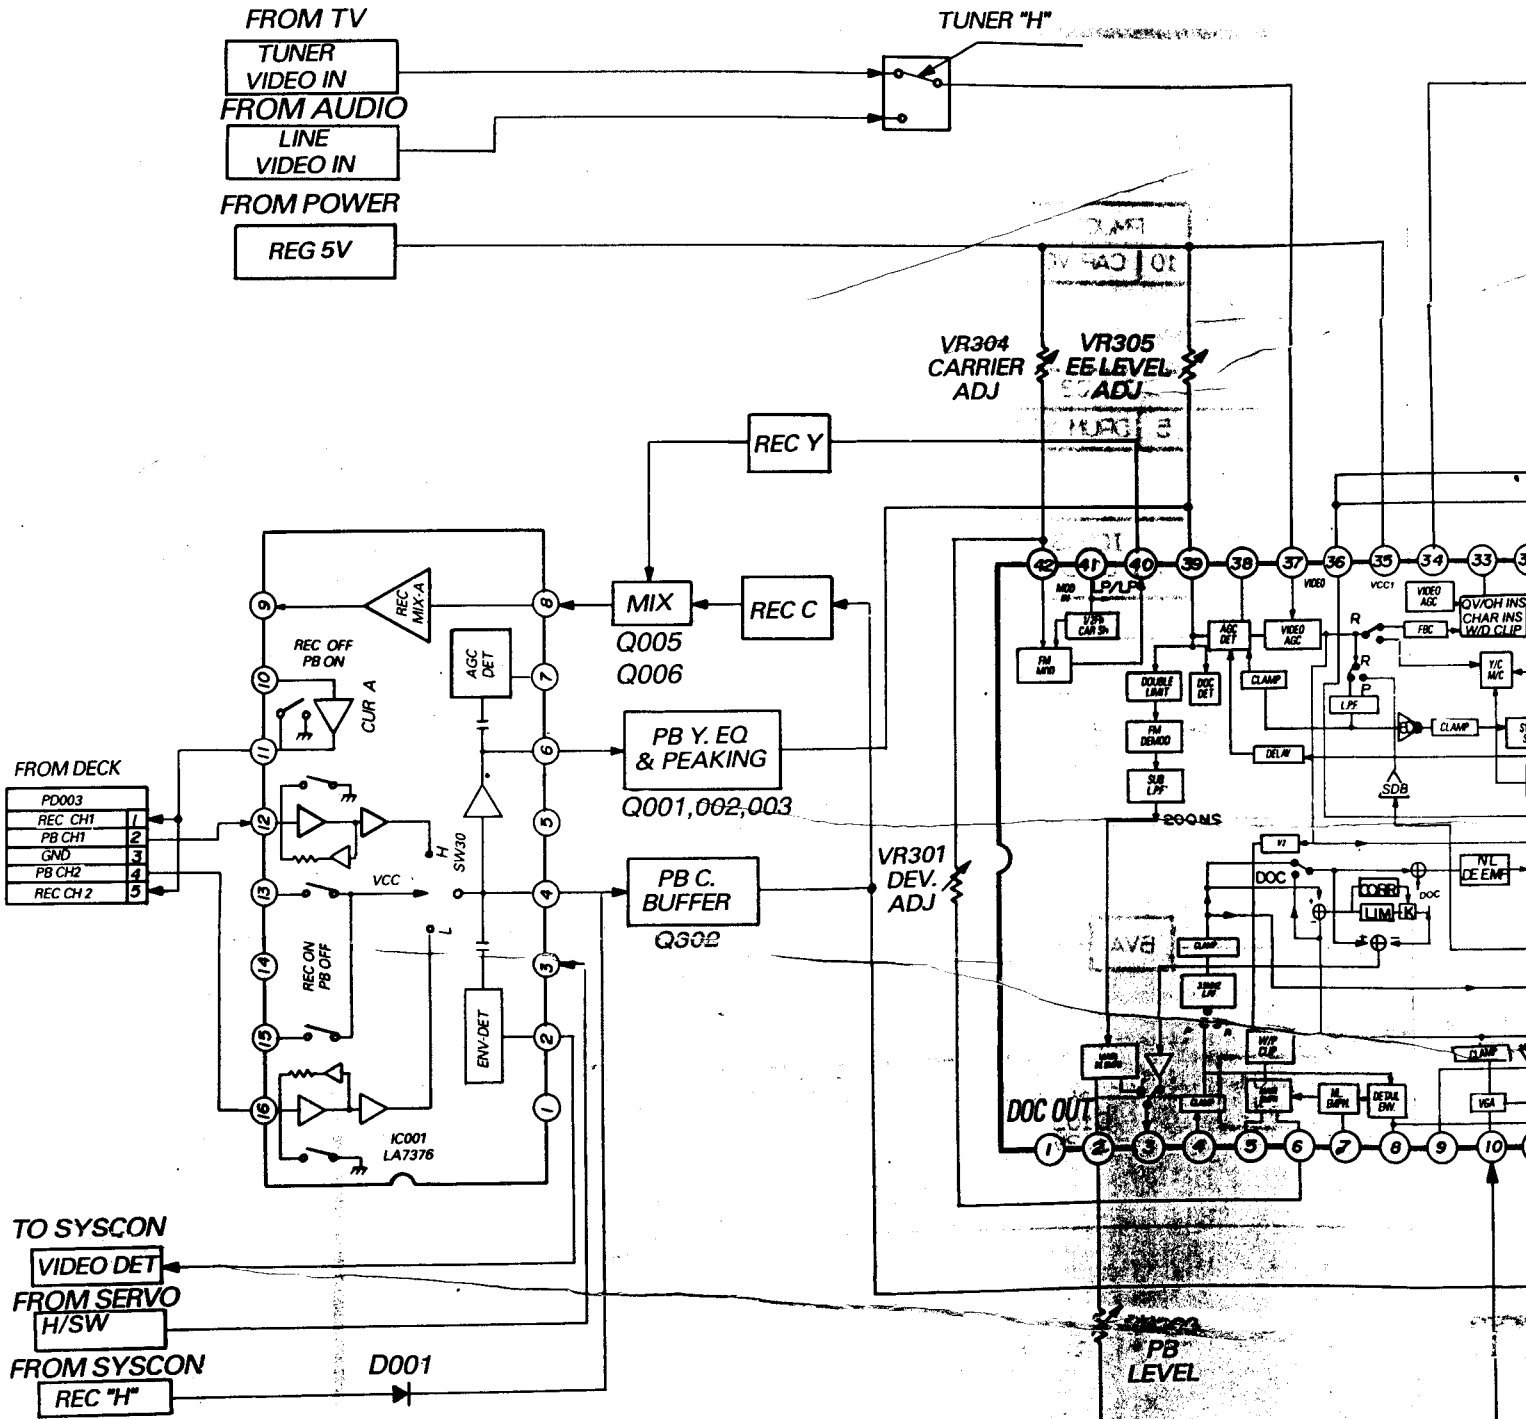 FROM TV
TUNER
VIDEO IN
FROM AUDIO
LINE
VIDEO IN
FROM POWER
REG 5V
TUNER "H"
VR304
CARRIER
ADJ
VR305
EE LEVEL
ADJ
REC Y
MIX
Q005
Q006
REC C
PB Y. EQ
& PEAKING
Q001,002,003
PB C.
BUFFER
Q302
VR301
DEV.
ADJ
FROM DECK
PD003
REC CH1 1
PB CH1 2
GND 3
PB CH2 4
REC CH 2 5
9
10
11
12
13
14
15
16
8
7
6
5
4
3
2
1
REC
MIX-A
REC OFF
PB ON
CUR A
AGC
DET
VCC
H
SW30
L
REC ON
PB OFF
ENV-DET
IC001
LA7376
42
41
40
39
38
37
36
35
34
33
VIDEO
VCC1
LP/LP
FM
MOD
AGC
DET
VIDEO
AGC
R
FBC
VIDEO
AGC
QV/QH INS
CHAR INS
W/D CLIP
Y/C
M/C
DOUBLE
LIMIT
DOC
DET
CLAMP
R
P
L.P.F
CLAMP
FM
DEMOD
DELAY
SUB
L.P.F
SDB
200NS
DOC
DOC
NL
DE EMP
CORR
LIM
K
CLAMP
W/P
CLIP
CLAMP
DETAIL
ENV.
CLAMP
VGA
DOC OUT
1
2
3
4
5
6
7
8
9
10
PB
LEVEL
TO SYSCON
VIDEO DET
FROM SERVO
H/SW
FROM SYSCON
REC "H"
D001